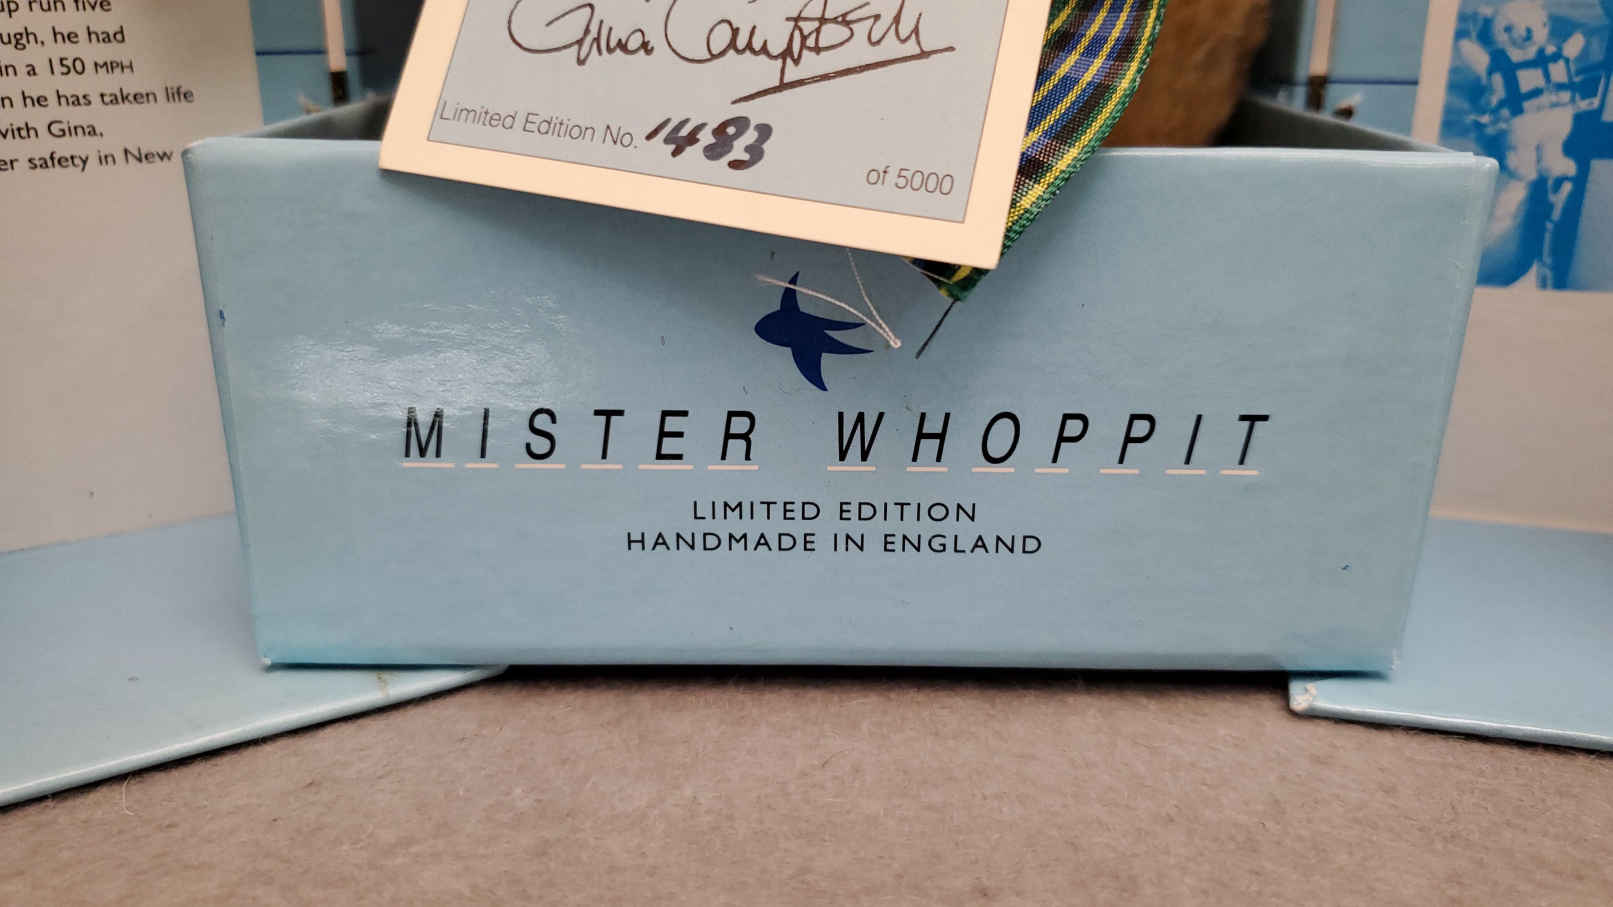 up run five
ugh, he had
in a 150 MPH
n he has taken life
with Gina,
er safety in New
Gina Campbell
Limited Edition No. 1483
of 5000
MISTER WHOPPIT
LIMITED EDITION
HANDMADE IN ENGLAND